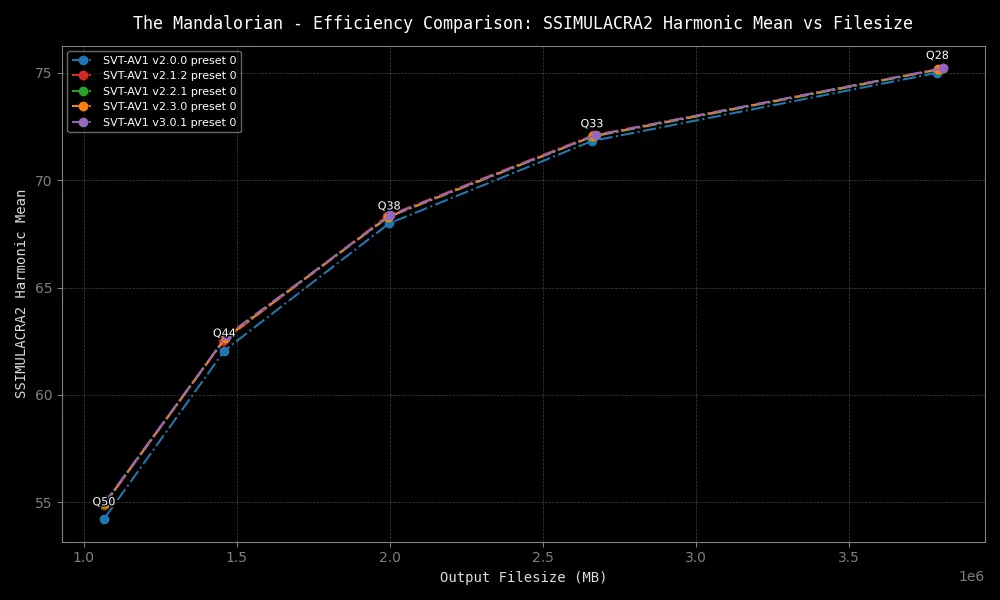 The Mandalorian - Efficiency Comparison: SSIMULACRA2 Harmonic Mean vs Filesize
SVT-AV1 v2.0.0 preset 0
SVT-AV1 v2.1.2 preset 0
SVT-AV1 v2.2.1 preset 0
SVT-AV1 v2.3.0 preset 0
SVT-AV1 v3.0.1 preset 0
Q28
Q33
Q38
Q44
Q50
75
70
65
60
55
SSIMULACRA2 Harmonic Mean
1.0 1.5 2.0 2.5 3.0 3.5
1e6
Output Filesize (MB)